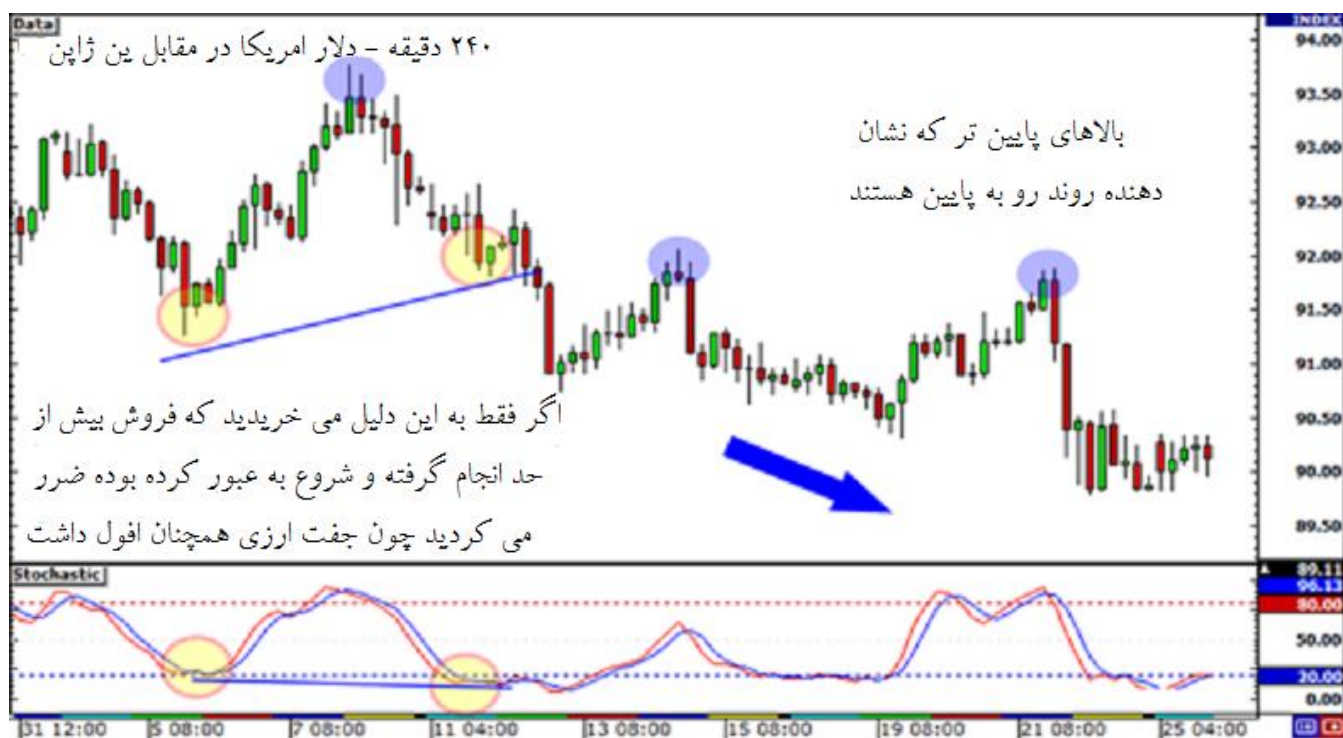 Data
INDEX
۲۴۰ دقیقه - دلار امریکا در مقابل ین ژاپن
94.00
93.50
بالاهای پایین تر که نشان
دهنده روند رو به پایین هستند
93.00
92.50
92.00
91.50
91.00
اگر فقط به این دلیل می خریدید که فروش بیش از
حد انجام گرفته و شروع به عبور کرده بوده ضرر
می کردید چون جفت ارزی همچنان افول داشت
90.50
90.00
89.50
Stochastic
89.11
96.13
80.00
50.00
20.00
0.00
31 12:00 5 08:00 7 08:00 11 04:00 13 08:00 15 08:00 19 08:00 21 08:00 25 04:00